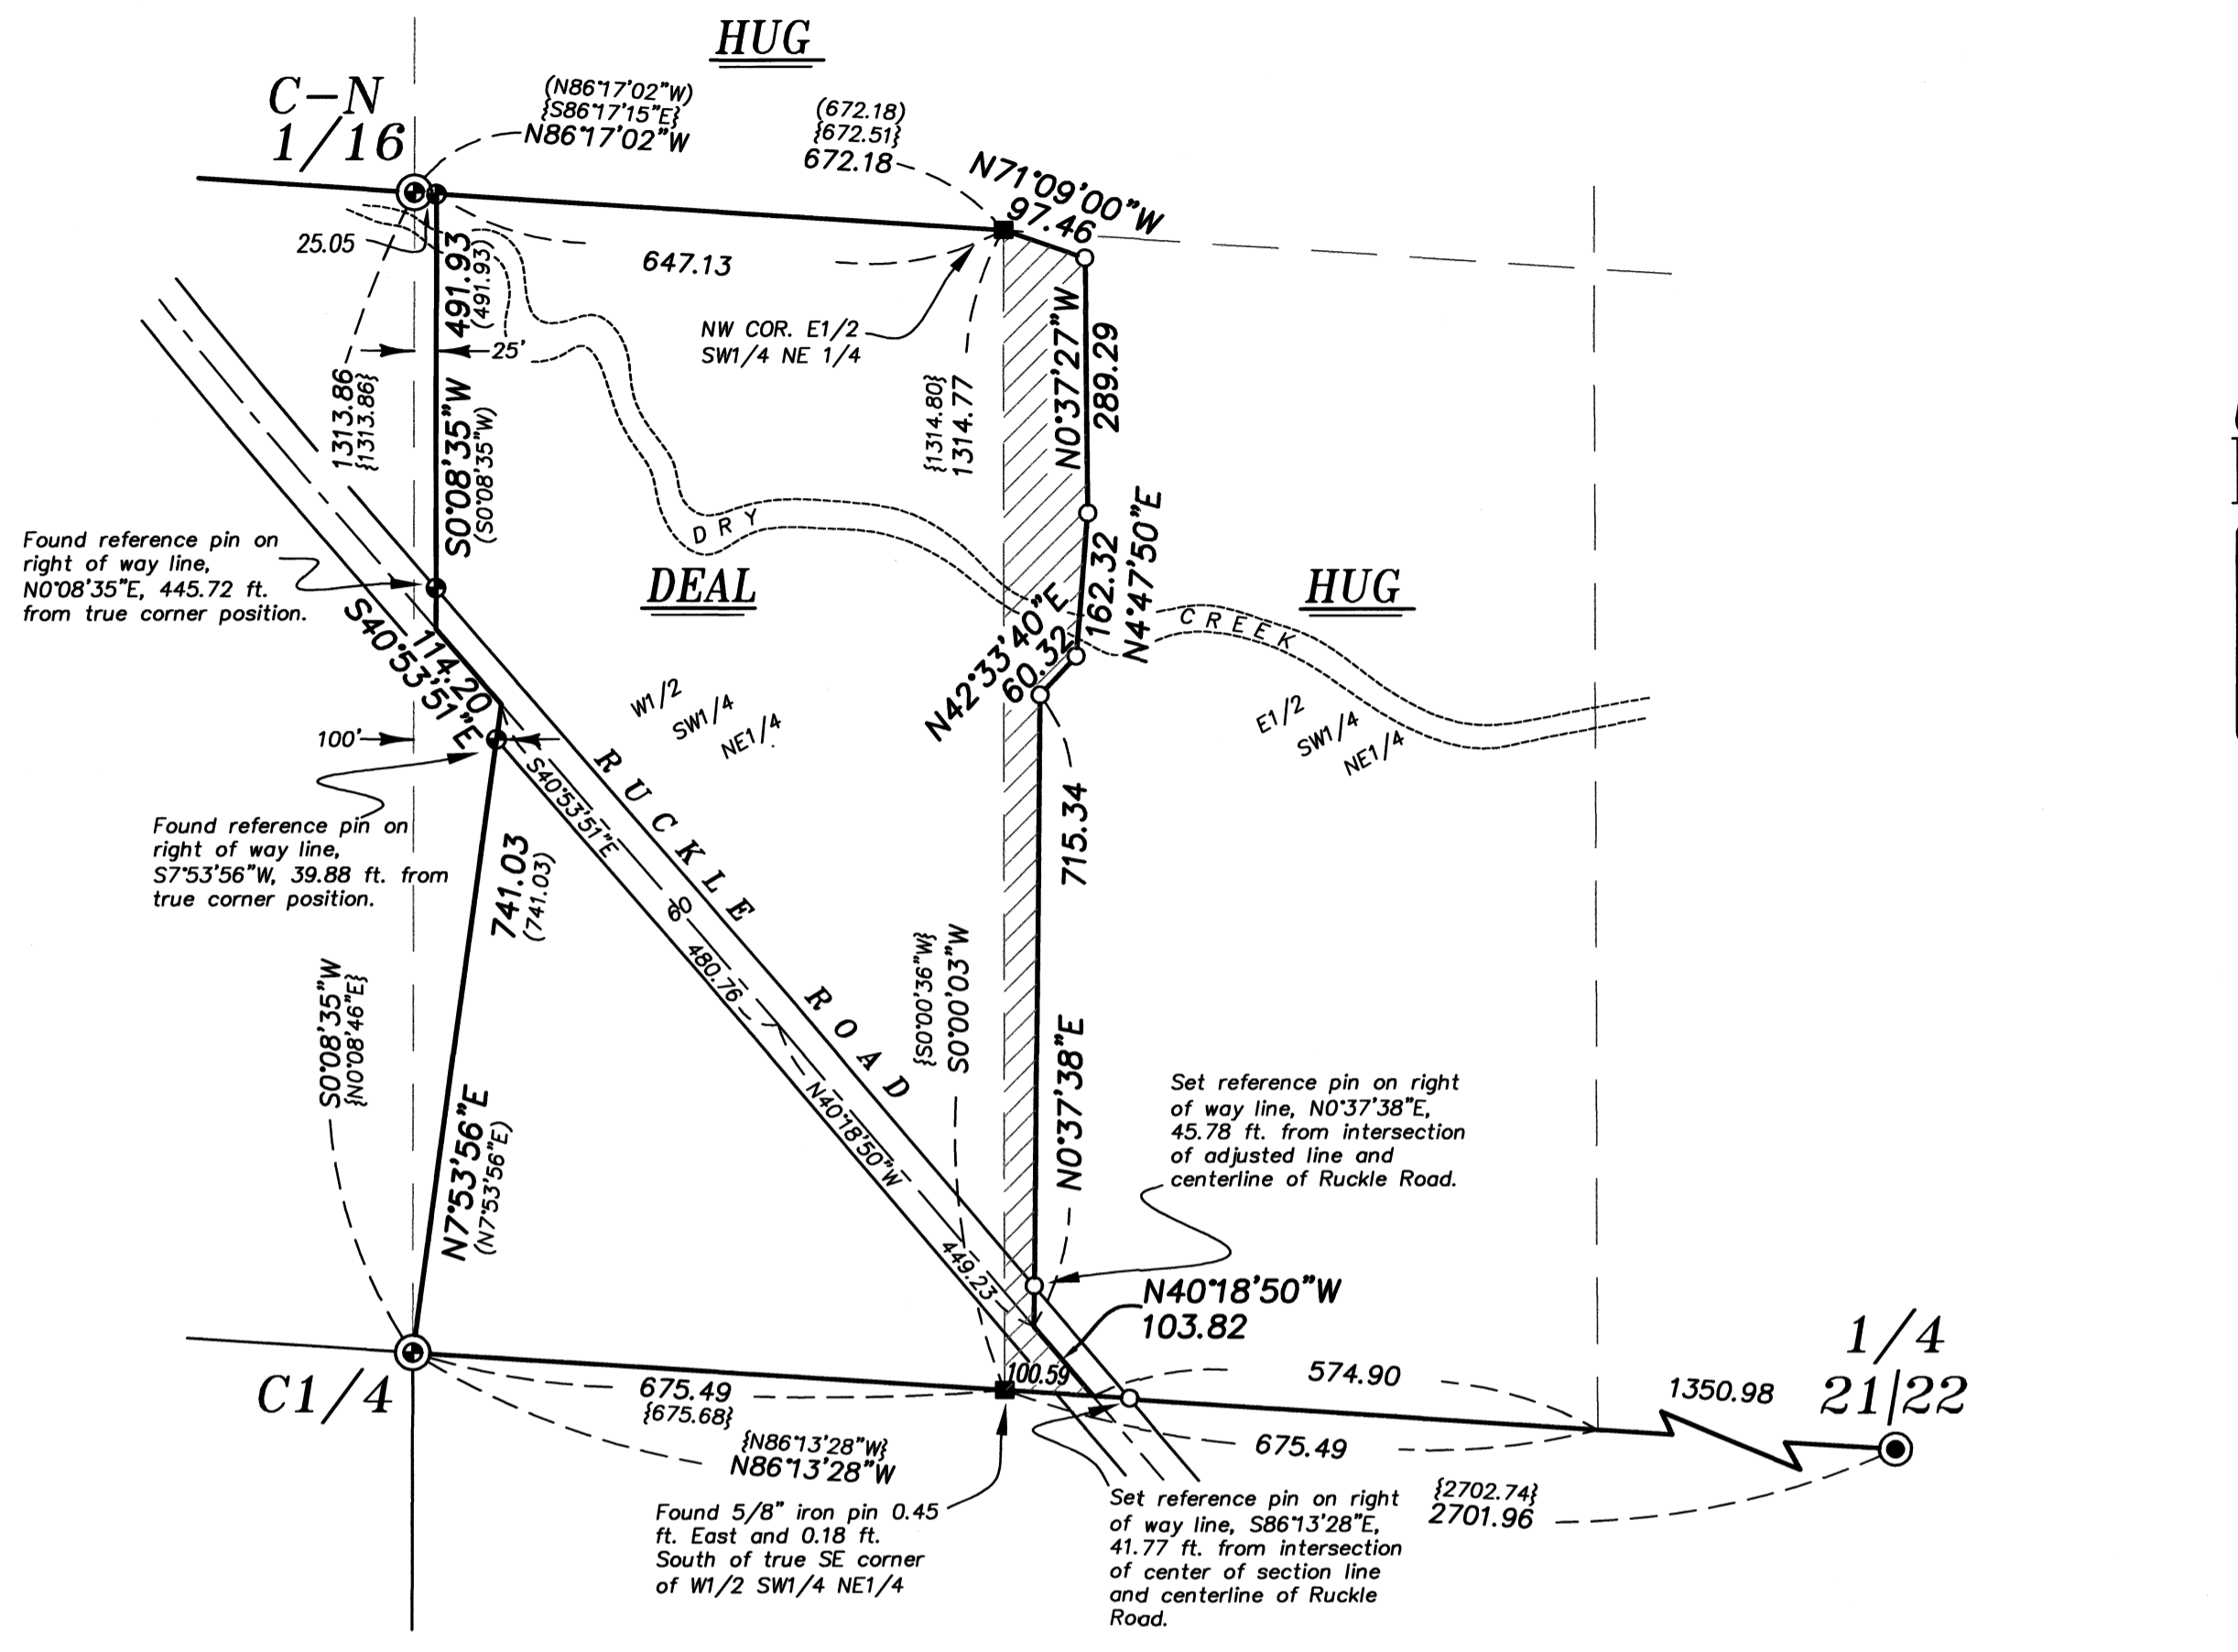 HUG
C-N
1/16
(N86°17'02"W)
{S86°17'15"E}
N86°17'02"W
(672.18)
{672.51}
672.18
N71°09'00"W
97.46
25.05
647.13
491.93
(491.93)
25'
NW COR. E1/2
SW1/4 NE 1/4
N0°37'27"W
289.29
1313.86
{1313.86}
{1314.80}
1314.77
S0°08'35"W
(S0°08'35"W)
DRY
Found reference pin on
right of way line,
N0°08'35"E, 445.72 ft.
from true corner position.
DEAL
HUG
162.32
N4°47'50"E
CREEK
N42°33'40"E
60.32
114.20
S40°53'51"E
W1/2
SW1/4
NE1/4
E1/2
SW1/4
NE1/4
100'
S40°53'51"E
RUCKLE ROAD
715.34
Found reference pin on
right of way line,
S7°53'56"W, 39.88 ft. from
true corner position.
741.03
(741.03)
60
480.76
S0°08'35"W
{N0°08'46"E}
{S0°00'36"W}
S0°00'03"W
N0°37'38"E
N7°53'56"E
(N7°53'56"E)
N40°18'50"W
Set reference pin on right
of way line, N0°37'38"E,
45.78 ft. from intersection
of adjusted line and
centerline of Ruckle Road.
449.23
N40°18'50"W
103.82
C1/4
675.49
{675.68}
100.59
574.90
1350.98
1/4
21|22
{N86°13'28"W}
N86°13'28"W
675.49
{2702.74}
2701.96
Found 5/8" iron pin 0.45
ft. East and 0.18 ft.
South of true SE corner
of W1/2 SW1/4 NE1/4
Set reference pin on right
of way line, S86°13'28"E,
41.77 ft. from intersection
of center of section line
and centerline of Ruckle
Road.